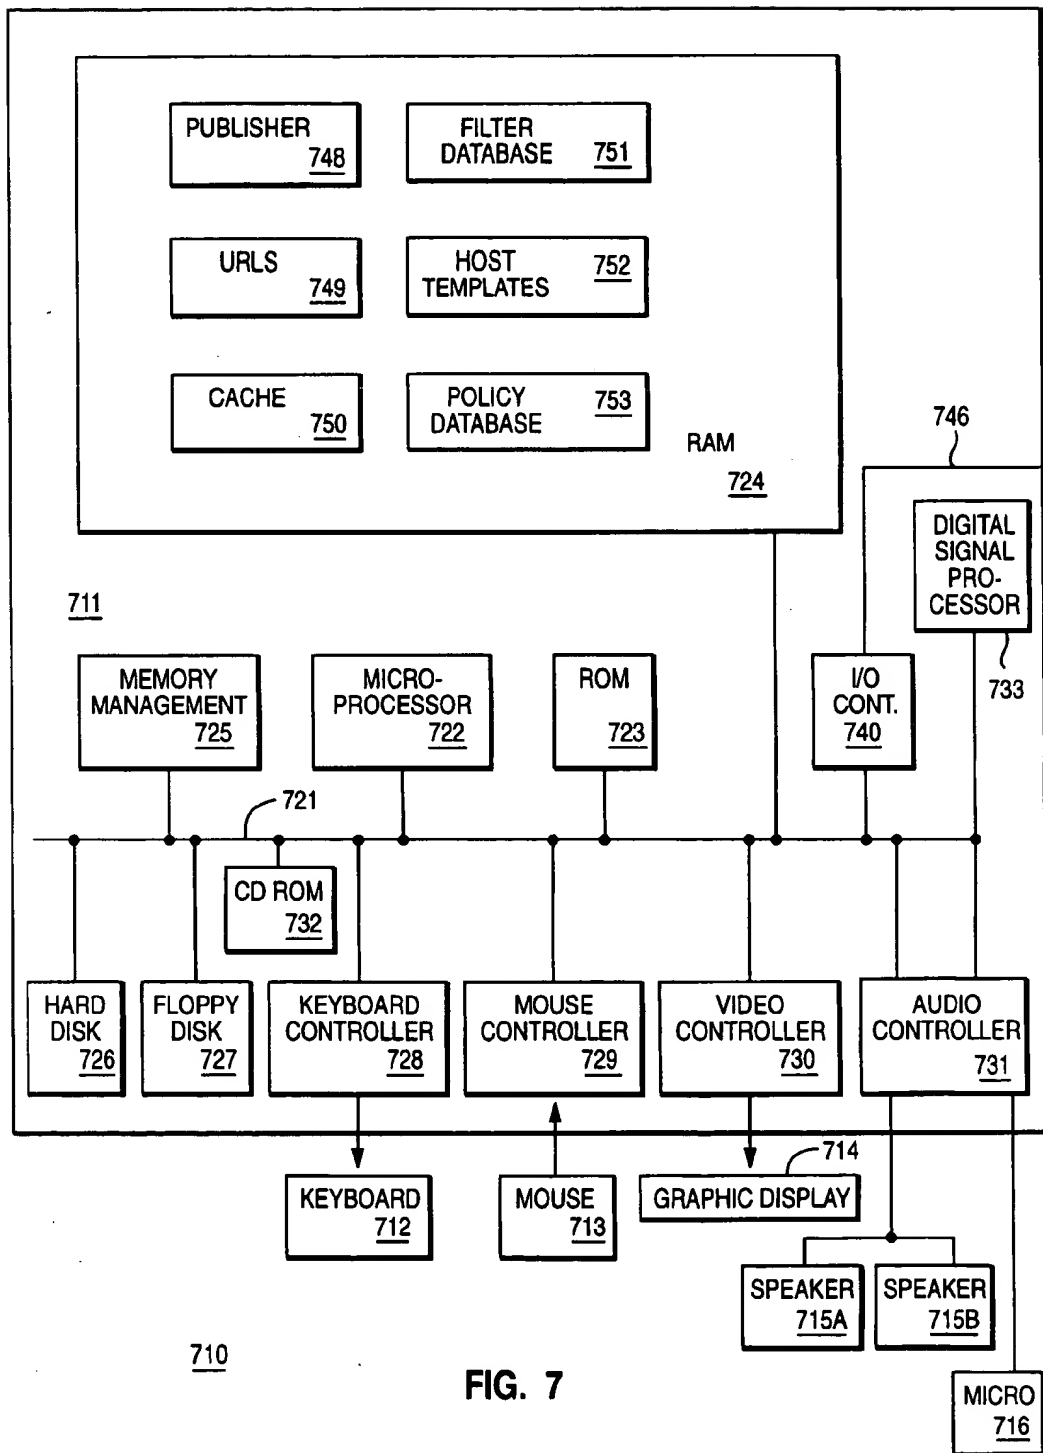 PUBLISHER
748
FILTER
DATABASE 751
URLS
749
HOST
TEMPLATES 752
CACHE
750
POLICY
DATABASE 753
RAM
724
746
DIGITAL
SIGNAL
PRO-
CESSOR
733
711
MEMORY
MANAGEMENT
725
MICRO-
PROCESSOR
722
ROM
723
I/O
CONT.
740
721
CD ROM
732
HARD
DISK
726
FLOPPY
DISK
727
KEYBOARD
CONTROLLER
728
MOUSE
CONTROLLER
729
VIDEO
CONTROLLER
730
AUDIO
CONTROLLER
731
KEYBOARD
712
MOUSE
713
714
GRAPHIC DISPLAY
SPEAKER
715A
SPEAKER
715B
710
FIG. 7
MICRO
716